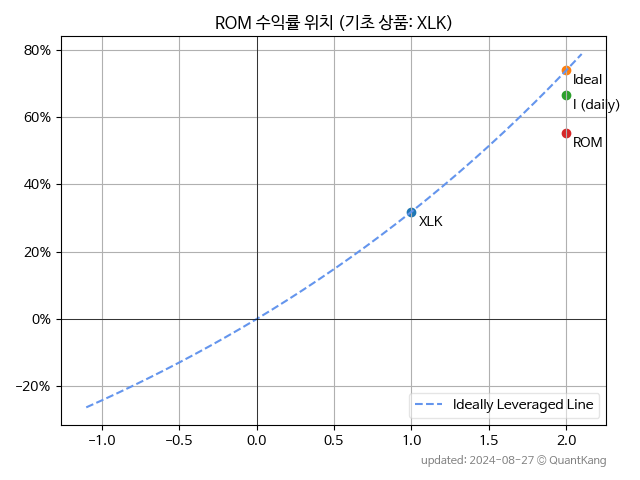 ROM 수익률 위치 (기초 상품: XLK)
80%
60%
40%
20%
0%
−20%
Ideal
I (daily)
ROM
XLK
Ideally Leveraged Line
−1.0 −0.5 0.0 0.5 1.0 1.5 2.0
updated: 2024-08-27 © QuantKang